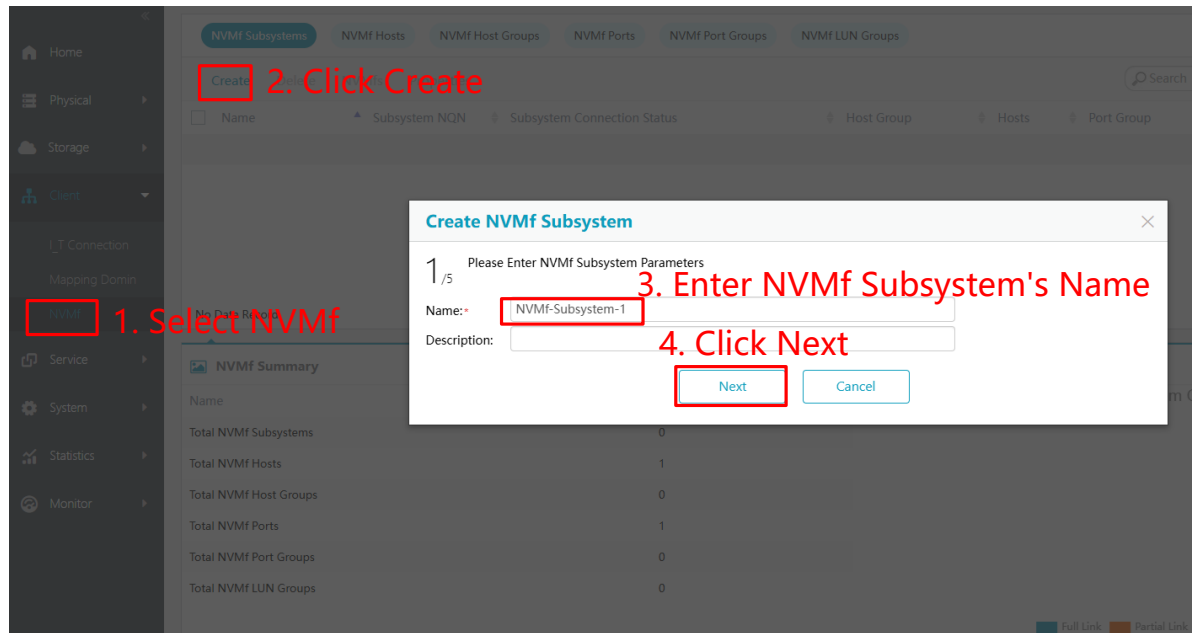 Home
Physical
Storage
Client
I_T Connection
Mapping Domin
NVMf
Service
System
Statistics
Monitor
1. Select NVMf
NVMf Subsystems NVMf Hosts NVMf Host Groups NVMf Ports NVMf Port Groups NVMf LUN Groups
Create
2. Click Create
Search
Name Subsystem NQN Subsystem Connection Status Host Group Hosts Port Group
Create NVMf Subsystem
1/5 Please Enter NVMf Subsystem Parameters
3. Enter NVMf Subsystem's Name
Name:* NVMf-Subsystem-1
Description:
4. Click Next
Next Cancel
No Data Record
NVMf Summary
Name
Total NVMf Subsystems 0
Total NVMf Hosts 1
Total NVMf Host Groups 0
Total NVMf Ports 1
Total NVMf Port Groups 0
Total NVMf LUN Groups 0
Full Link Partial Link